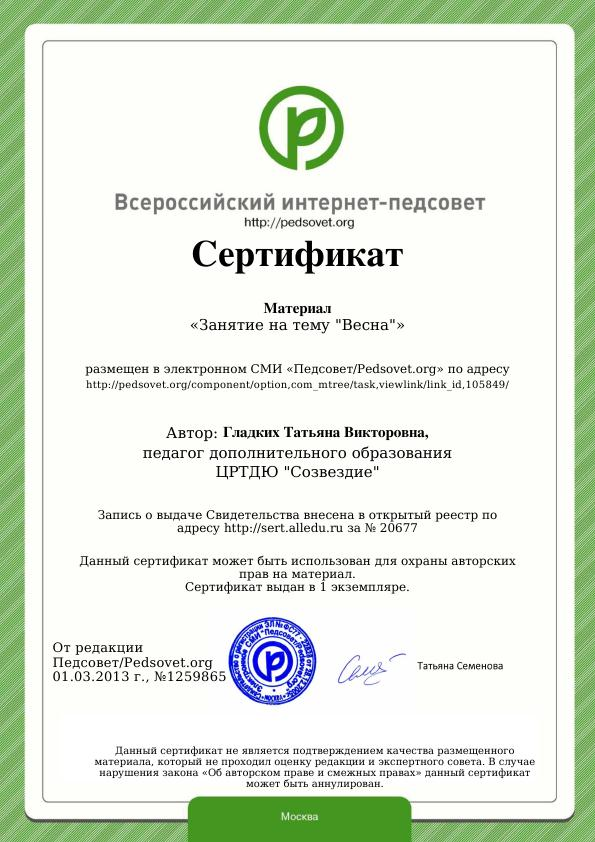 Всероссийский интернет-педсовет
http://pedsovet.org
Сертификат
Материал
«Занятие на тему "Весна"»
размещен в электронном СМИ «Педсовет/Pedsovet.org» по адресу
http://pedsovet.org/component/option,com_mtree/task,viewlink/link_id,105849/
Автор: Гладких Татьяна Викторовна,
педагог дополнительного образования
ЦРТДЮ "Созвездие"
Запись о выдаче Свидетельства внесена в открытый реестр по
адресу http://sert.alledu.ru за № 20677
Данный сертификат может быть использован для охраны авторских
прав на материал.
Сертификат выдан в 1 экземпляре.
От редакции
Педсовет/Pedsovet.org
01.03.2013 г., №1259865
Электронное СМИ "Педсовет/Pedsovet.org"
Татьяна Семенова
Данный сертификат не является подтверждением качества размещенного
материала, который не проходил оценку редакции и экспертного совета. В случае
нарушения закона «Об авторском праве и смежных правах» данный сертификат
может быть аннулирован.
Москва